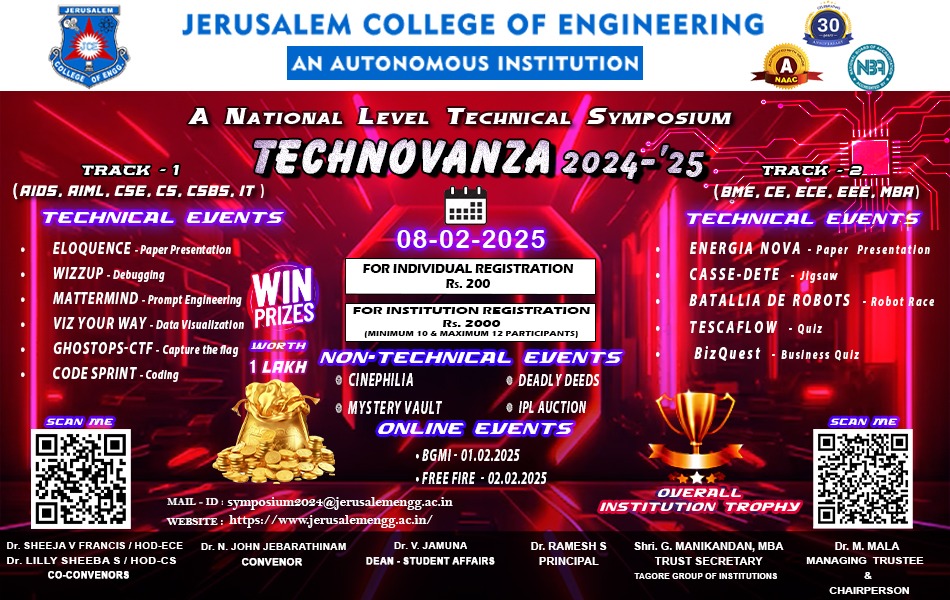 JERUSALEM
JCE
COLLEGE OF ENGG.
JERUSALEM COLLEGE OF ENGINEERING
AN AUTONOMOUS INSTITUTION
CELEBRATING
30
YEARS
ANNIVERSARY
A
NAAC
NBA
A NATIONAL LEVEL TECHNICAL SYMPOSIUM
TECHNOVANZA 2024-'25
TRACK - 1
(AIDS, AIML, CSE, CS, CSBS, IT )
TECHNICAL EVENTS
• ELOQUENCE - Paper Presentation
• WIZZUP - Debugging
• MATTERMIND - Prompt Engineering
• VIZ YOUR WAY - Data Visualization
• GHOSTOPS-CTF - Capture the flag
• CODE SPRINT - Coding
WIN
PRIZES
WORTH
1 LAKH
08-02-2025
FOR INDIVIDUAL REGISTRATION
Rs. 200
FOR INSTITUTION REGISTRATION
Rs. 2000
(MINIMUM 10 & MAXIMUM 12 PARTICIPANTS)
NON-TECHNICAL EVENTS
CINEPHILIA
DEADLY DEEDS
MYSTERY VAULT
IPL AUCTION
ONLINE EVENTS
• BGMI - 01.02.2025
• FREE FIRE - 02.02.2025
TRACK - 2
(BME, CE, ECE, EEE, MBA)
TECHNICAL EVENTS
• ENERGIA NOVA - Paper Presentation
• CASSE-DETE - Jigsaw
• BATALLIA DE ROBOTS - Robot Race
• TESCAFLOW - Quiz
• BizQuest - Business Quiz
SCAN ME
SCAN ME
OVERALL
INSTITUTION TROPHY
MAIL - ID : symposium2024@jerusalemengg.ac.in
WEBSITE : https://www.jerusalemengg.ac.in/
Dr. SHEEJA V FRANCIS / HOD-ECE
Dr. LILLY SHEEBA S / HOD-CS
CO-CONVENORS
Dr. N. JOHN JEBARATHINAM
CONVENOR
Dr. V. JAMUNA
DEAN - STUDENT AFFAIRS
Dr. RAMESH S
PRINCIPAL
Shri. G. MANIKANDAN, MBA
TRUST SECRETARY
TAGORE GROUP OF INSTITUTIONS
Dr. M. MALA
MANAGING TRUSTEE
&
CHAIRPERSON